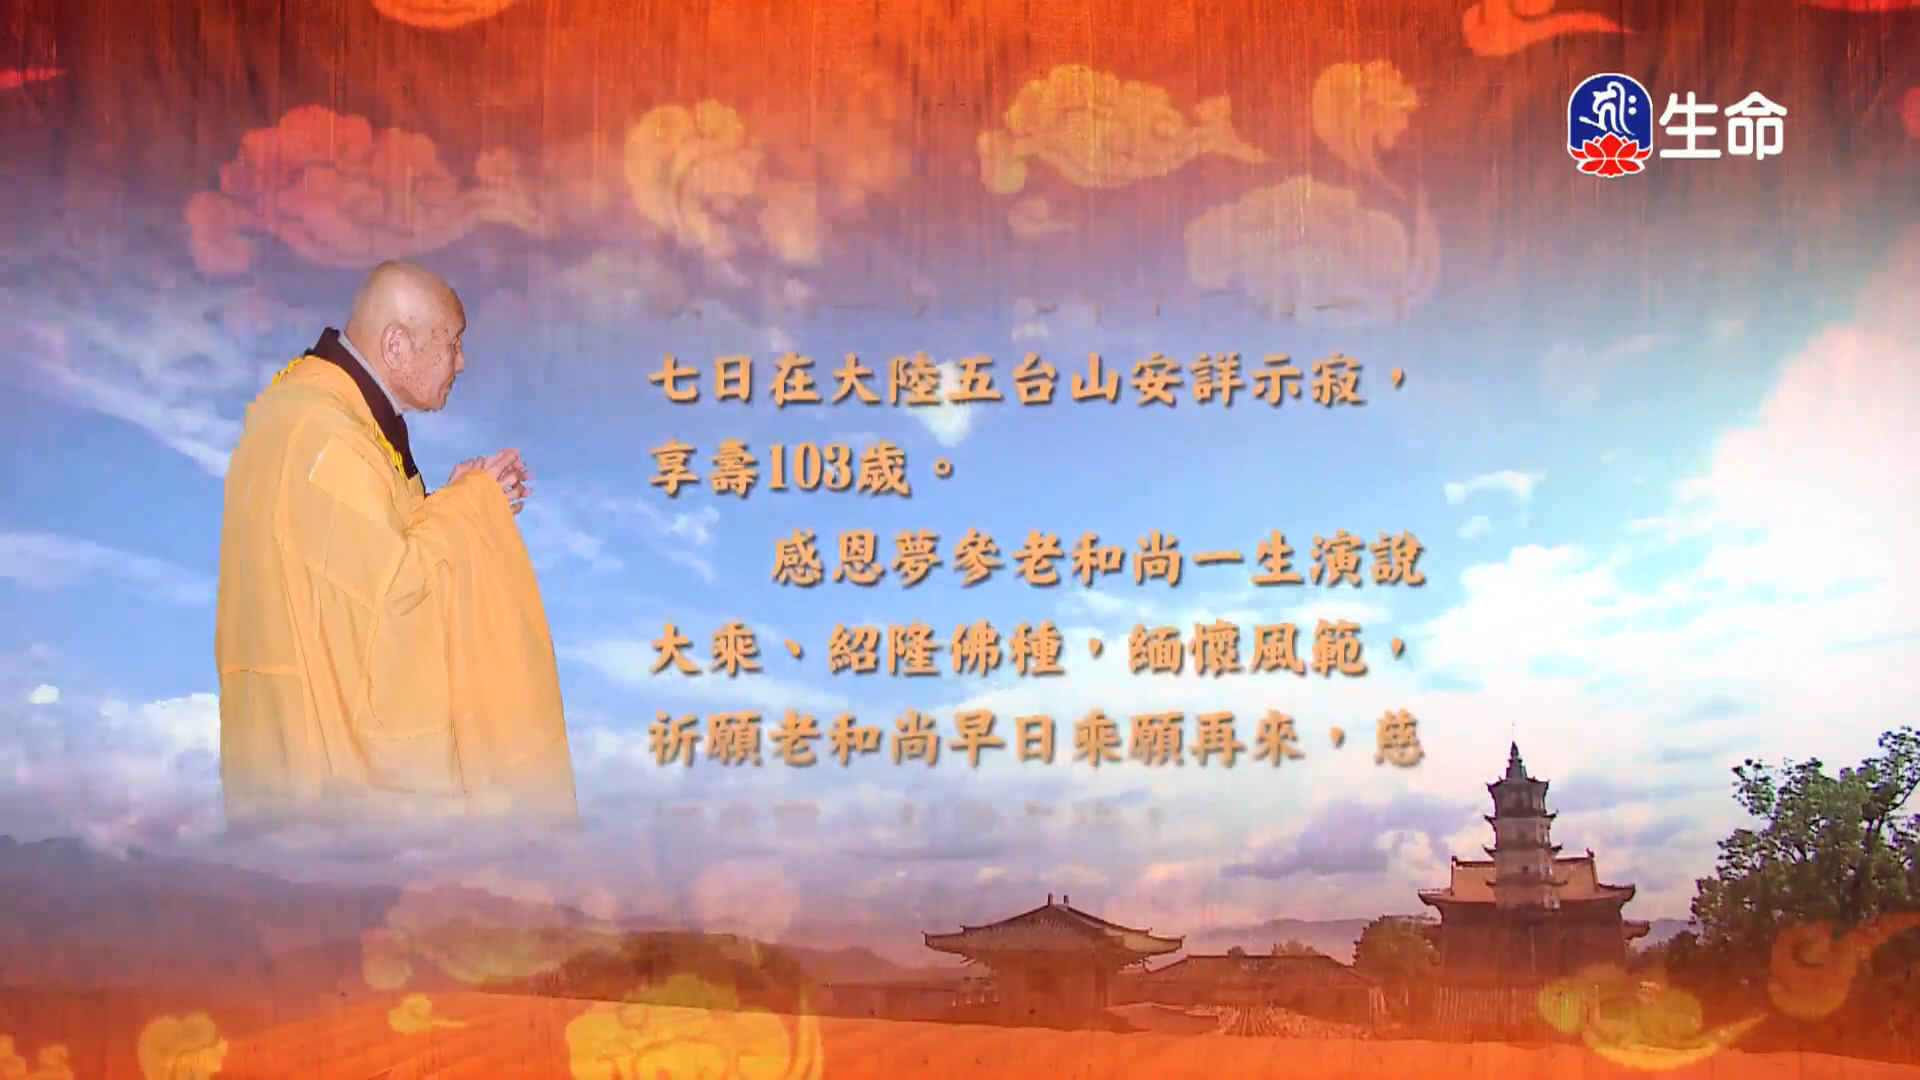 生命
七日在大陸五台山安詳示寂，
享壽103歲。
感恩夢參老和尚一生演說
大乘、紹隆佛種，緬懷風範，
祈願老和尚早日乘願再來，慈